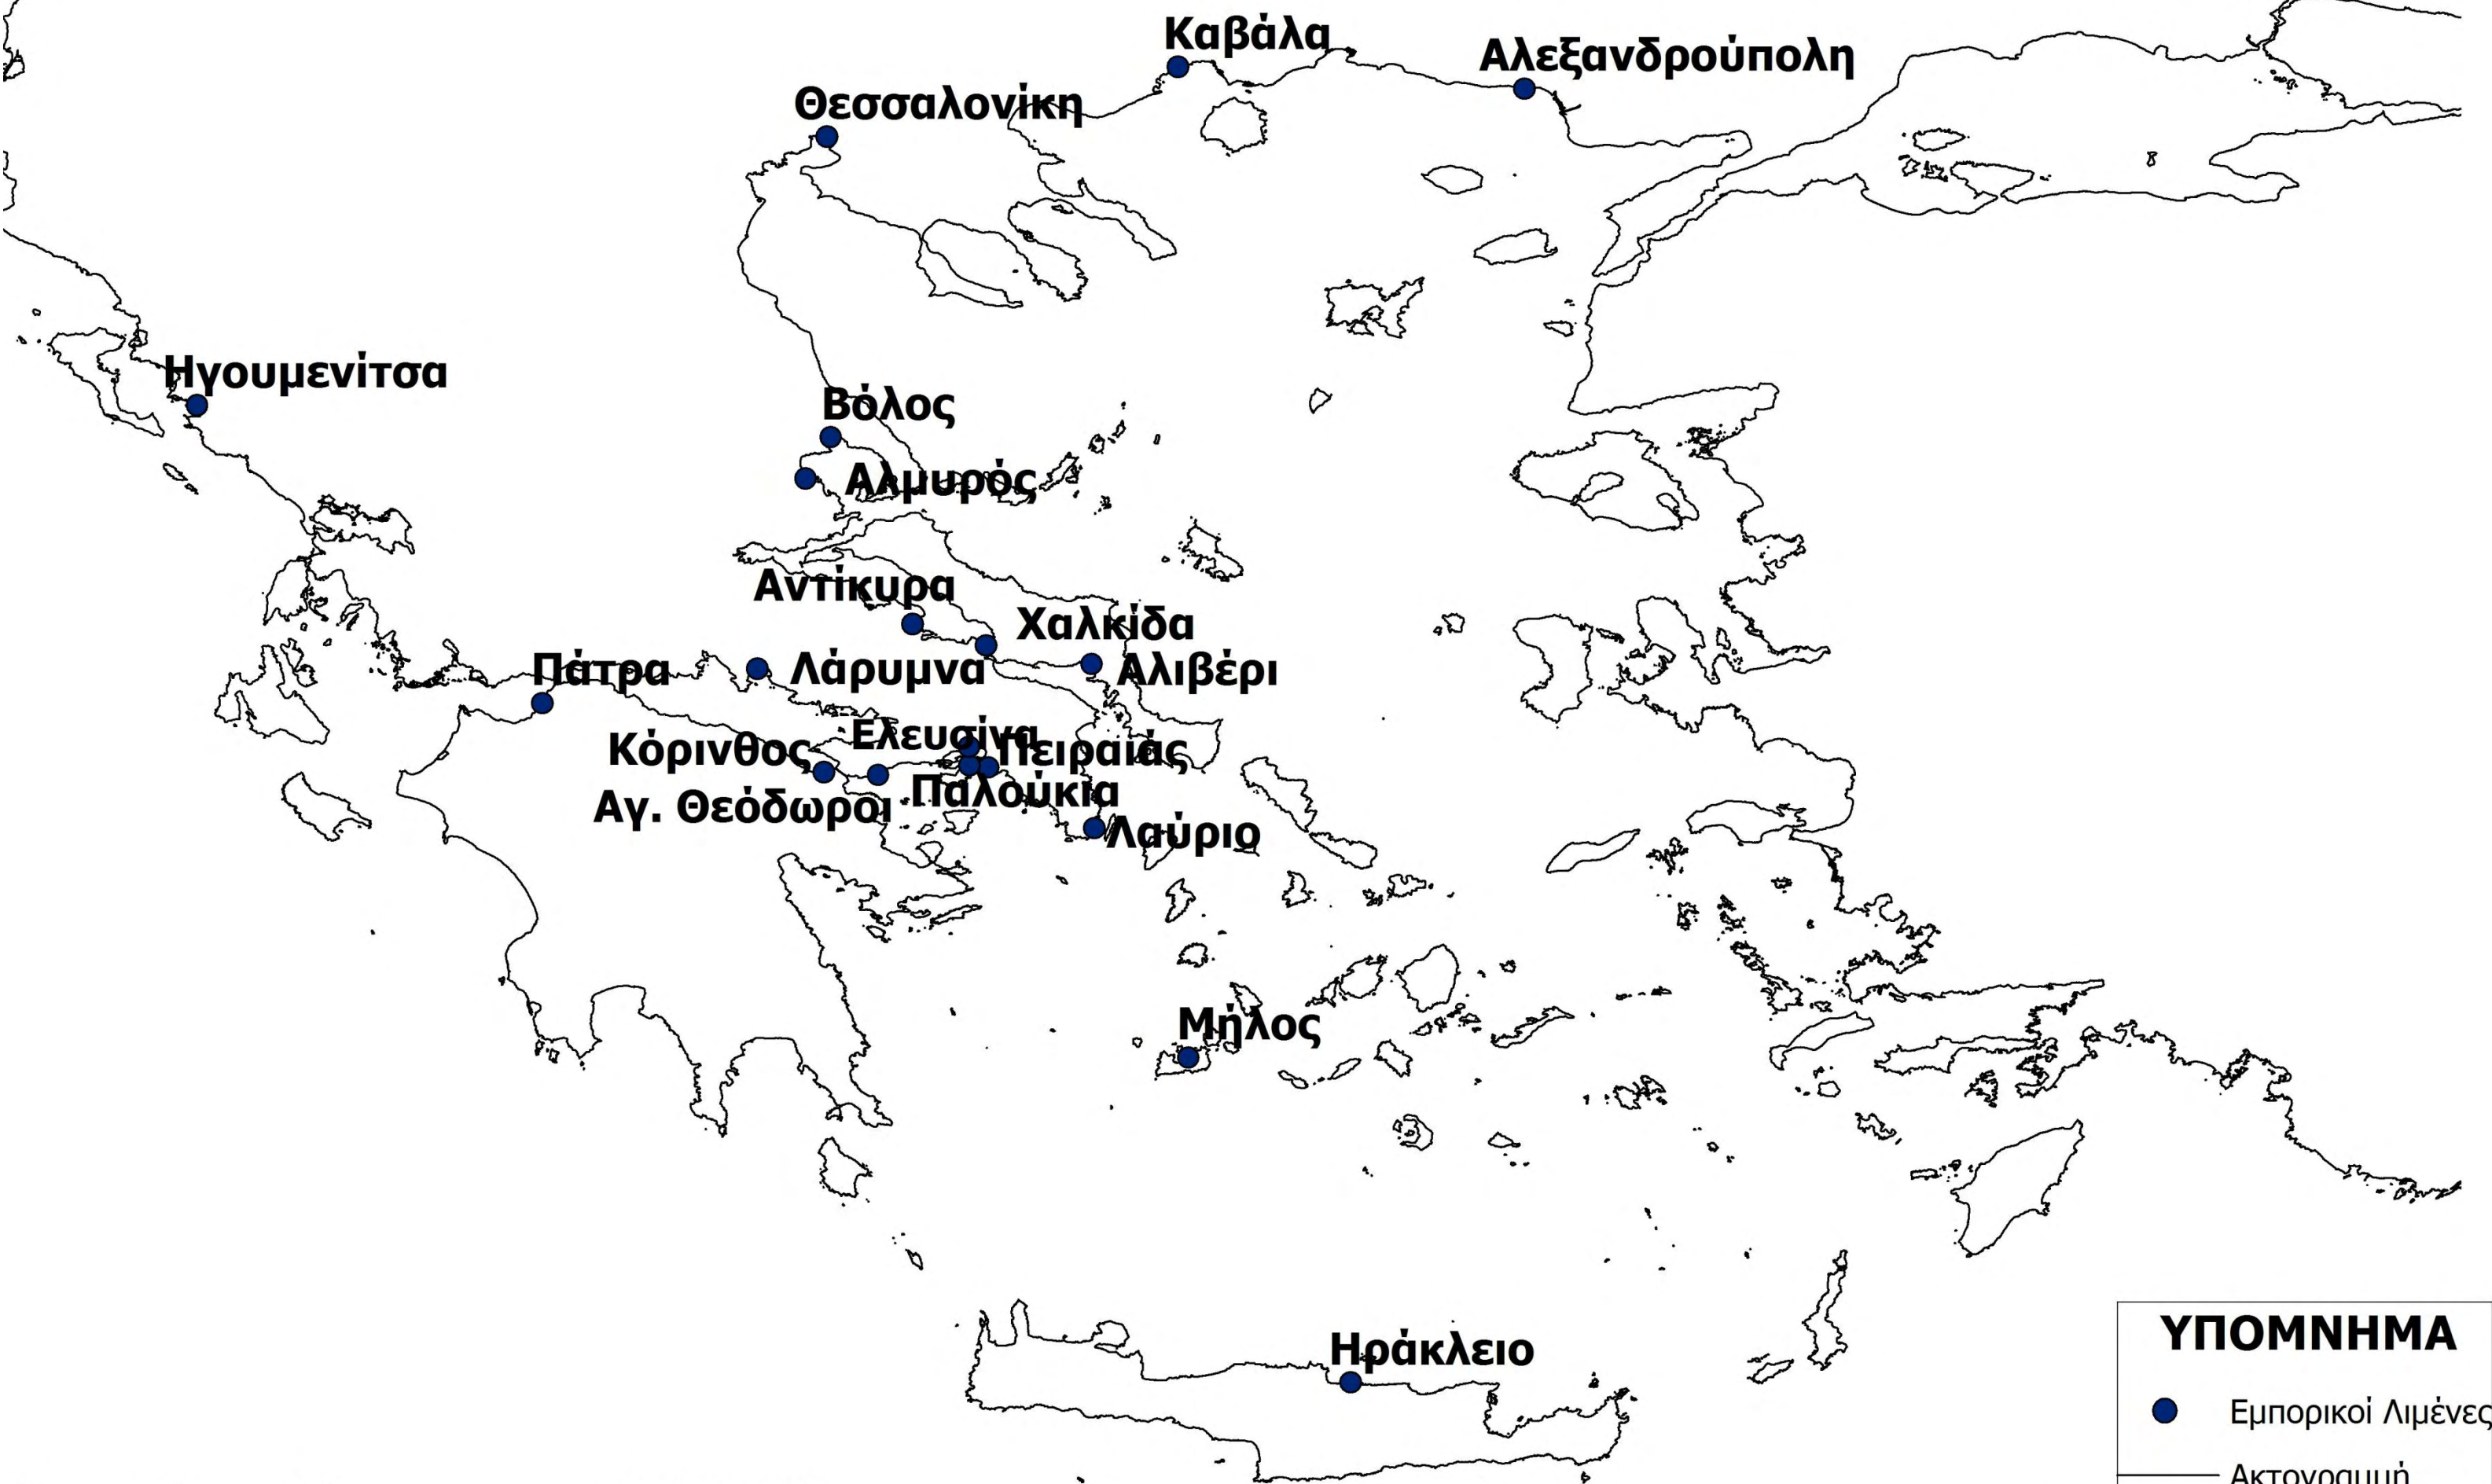 Καβάλα
Αλεξανδρούπολη
Θεσσαλονίκη
Ηγουμενίτσα
Βόλος
Αλμυρός
Αντίκυρα
Χαλκίδα
Πάτρα
Λάρυμνα
Αλιβέρι
Ελευσίνα
Κόρινθος
Πειραιάς
Παλούκια
Αγ. Θεόδωροι
Λαύριο
Μήλος
Ηράκλειο
ΥΠΟΜΝΗΜΑ
Εμπορικοί Λιμένες
Ακτογραμμή